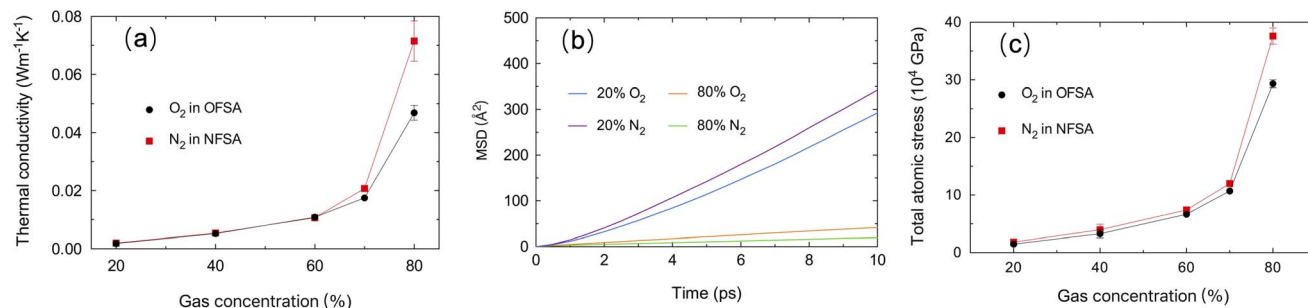 (a)
Thermal conductivity (Wm⁻¹K⁻¹)
0.08
0.06
0.04
0.02
0.00
O₂ in OFSA
N₂ in NFSA
20 40 60 80
Gas concentration (%)
(b)
MSD (Å²)
500
400
300
200
100
0
20% O₂ 80% O₂
20% N₂ 80% N₂
0 2 4 6 8 10
Time (ps)
(c)
Total atomic stress (10⁴ GPa)
40
30
20
10
0
O₂ in OFSA
N₂ in NFSA
20 40 60 80
Gas concentration (%)